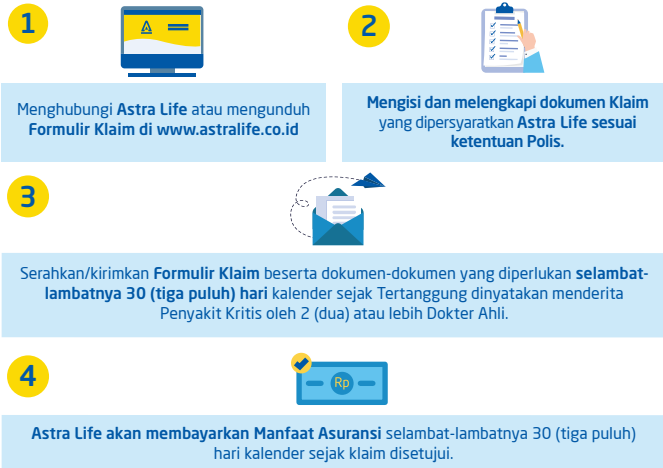 1
2
Menghubungi Astra Life atau mengunduh
Formulir Klaim di www.astralife.co.id
Mengisi dan melengkapi dokumen Klaim
yang dipersyaratkan Astra Life sesuai
ketentuan Polis.
3
Serahkan/kirimkan Formulir Klaim beserta dokumen-dokumen yang diperlukan selambat-
lambatnya 30 (tiga puluh) hari kalender sejak Tertanggung dinyatakan menderita
Penyakit Kritis oleh 2 (dua) atau lebih Dokter Ahli.
4
Rp
Astra Life akan membayarkan Manfaat Asuransi selambat-lambatnya 30 (tiga puluh)
hari kalender sejak klaim disetujui.